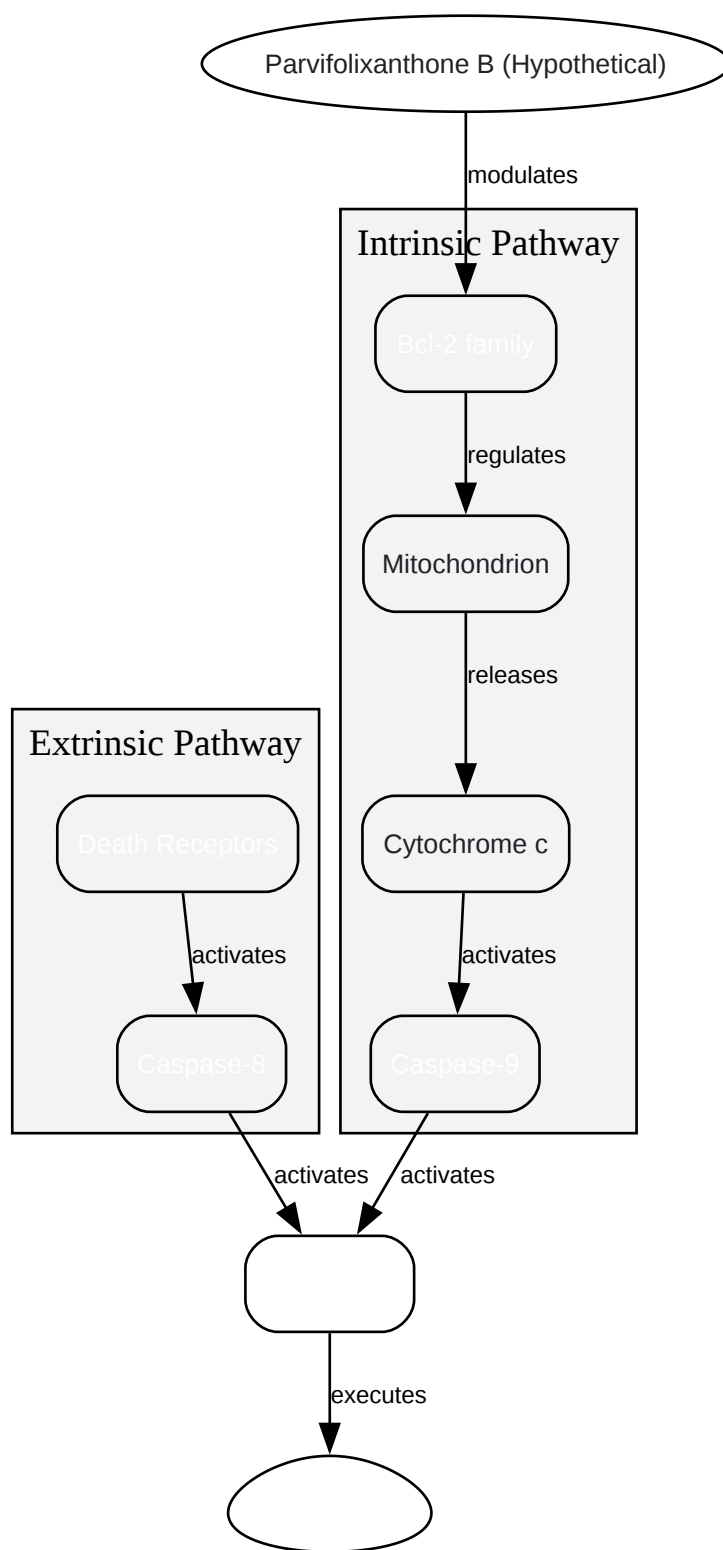 Parvifolixanthone B (Hypothetical)
modulates
Intrinsic Pathway
Bcl-2 family
regulates
Mitochondrion
releases
Extrinsic Pathway
Death Receptors
Cytochrome c
activates
activates
Caspase-8
Caspase-9
activates
activates
executes